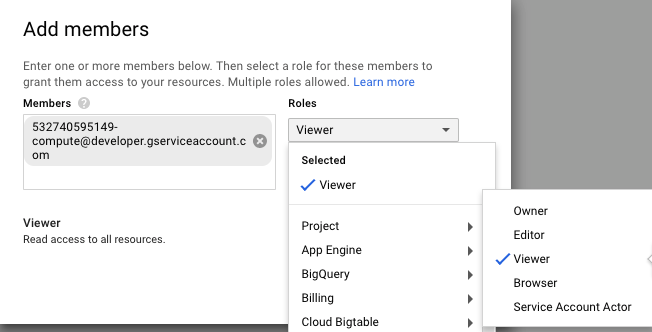 Add members
Enter one or more members below. Then select a role for these members to
grant them access to your resources. Multiple roles allowed. Learn more
Members ?
Roles
532740595149-
compute@developer.gserviceaccount.c
om
Viewer
Selected
Viewer
Viewer
Read access to all resources.
Project
App Engine
BigQuery
Billing
Cloud Bigtable
Owner
Editor
Viewer
Browser
Service Account Actor